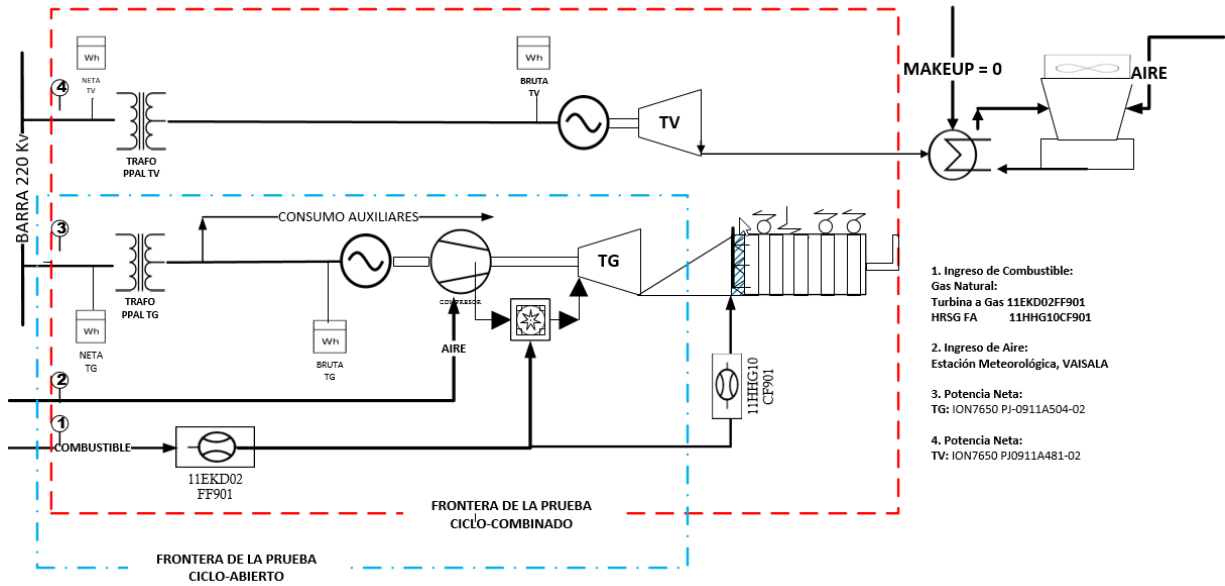 Wh
NETA
TV
4
TRAFO
PPAL TV
Wh
BRUTA
TV
TV
MAKEUP = 0
AIRE
BARRA 220 Kv
3
CONSUMO AUXILIARES
TRAFO
PPAL TG
Wh
NETA
TG
Wh
BRUTA
TG
COMPRESOR
TG
AIRE
2
1
COMBUSTIBLE
11EKD02
FF901
11HHG10
CF901
FRONTERA DE LA PRUEBA
CICLO-COMBINADO
FRONTERA DE LA PRUEBA
CICLO-ABIERTO
1. Ingreso de Combustible:
Gas Natural:
Turbina a Gas 11EKD02FF901
HRSG FA 11HHG10CF901
2. Ingreso de Aire:
Estación Meteorológica, VAISALA
3. Potencia Neta:
TG: ION7650 PJ-0911A504-02
4. Potencia Neta:
TV: ION7650 PJ0911A481-02